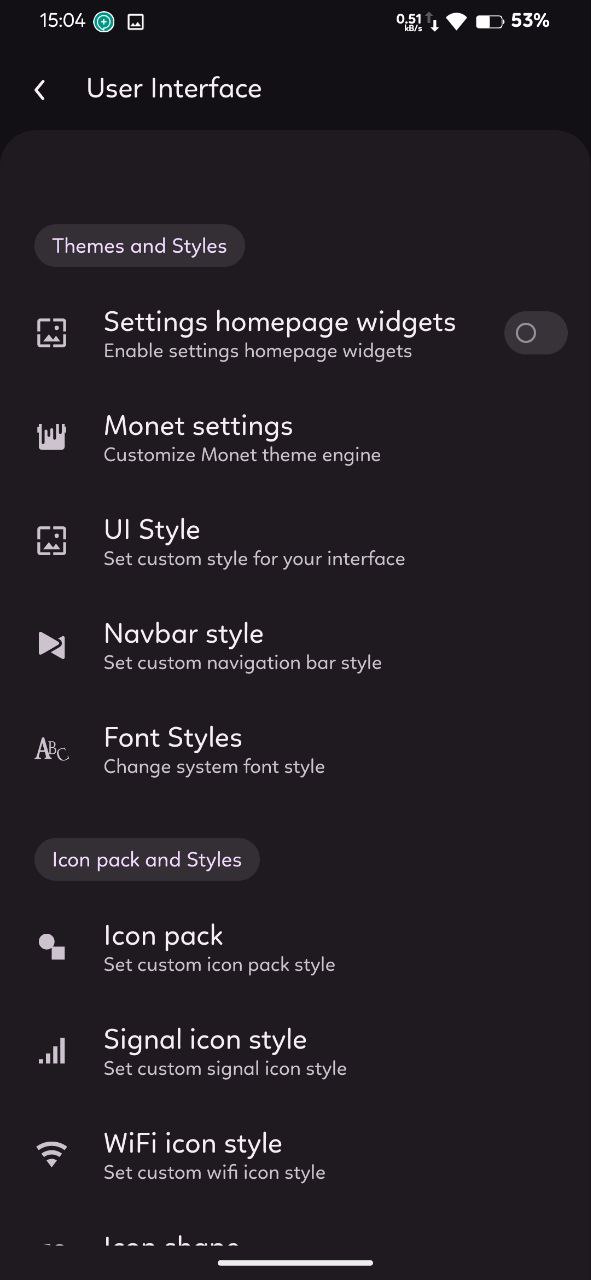 15:04
0.51
kB/s
53%
User Interface
Themes and Styles
Settings homepage widgets
Enable settings homepage widgets
Monet settings
Customize Monet theme engine
UI Style
Set custom style for your interface
Navbar style
Set custom navigation bar style
ABC
Font Styles
Change system font style
Icon pack and Styles
Icon pack
Set custom icon pack style
Signal icon style
Set custom signal icon style
WiFi icon style
Set custom wifi icon style
Icon shape